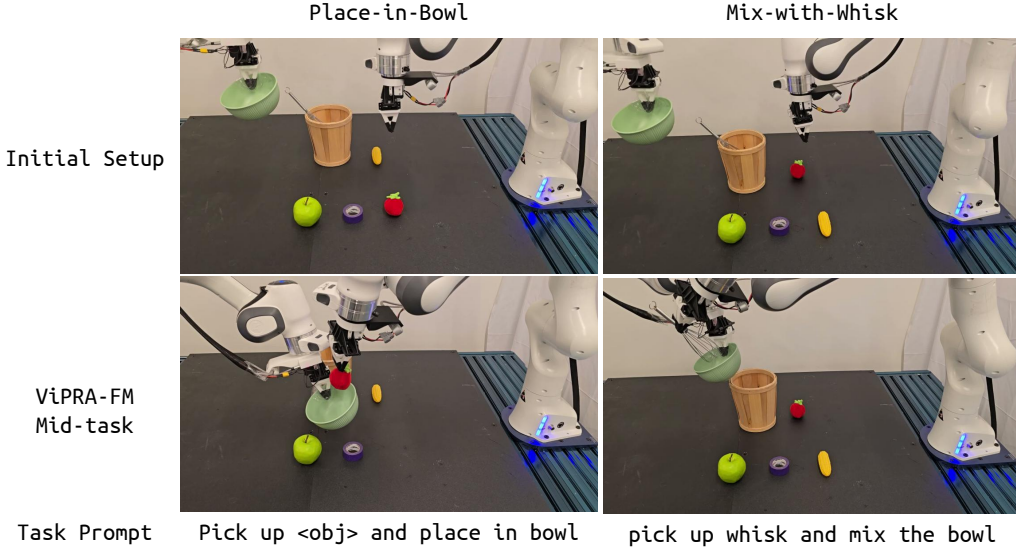 Place-in-Bowl
Mix-with-Whisk
Initial Setup
ViPRA-FM
Mid-task
Task Prompt
Pick up <obj> and place in bowl
pick up whisk and mix the bowl